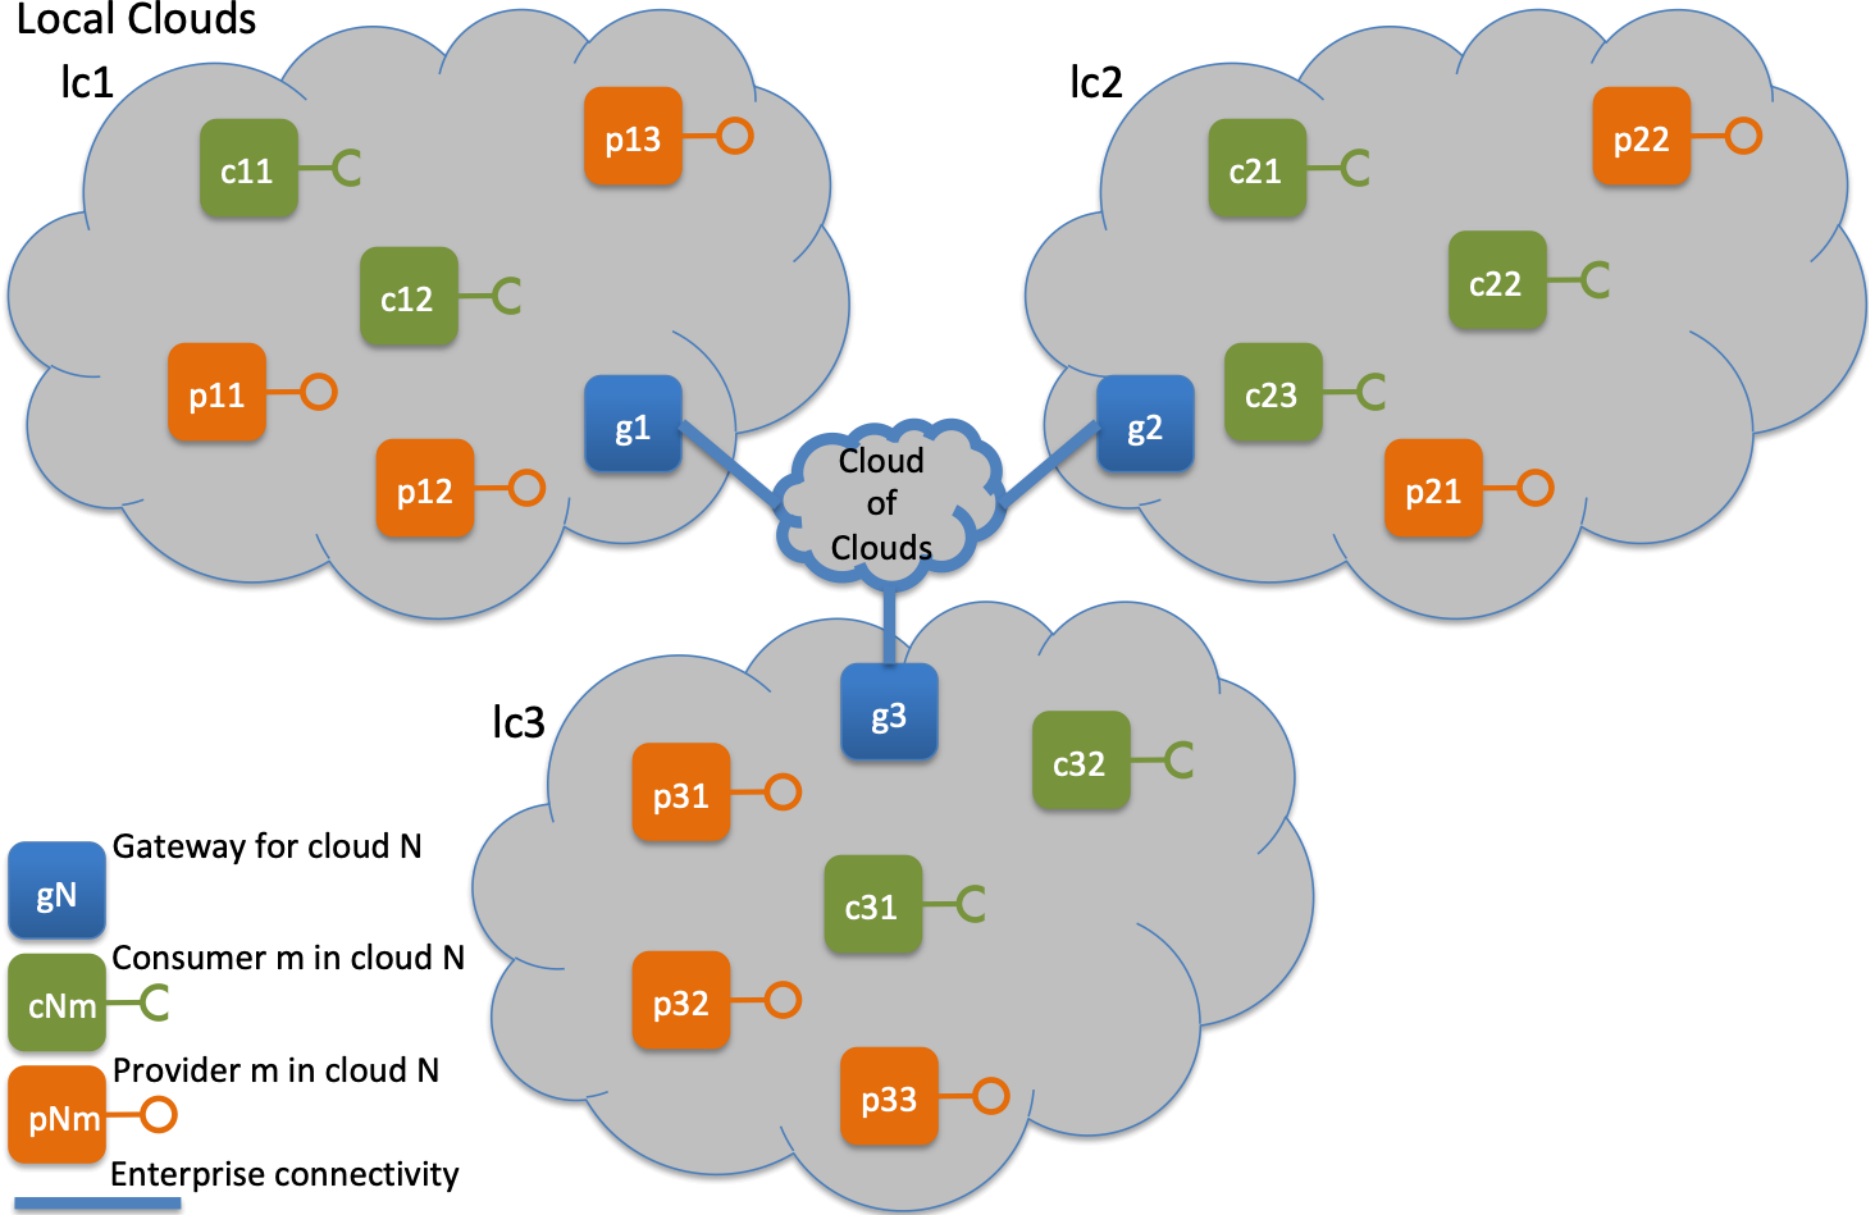 Local Clouds
lc1
lc2
c11
p13
c21
p22
c12
c22
p11
g1
g2
c23
p12
p21
Cloud
of
Clouds
lc3
g3
c32
p31
c31
p32
p33
gN
Gateway for cloud N
cNm
Consumer m in cloud N
pNm
Provider m in cloud N
Enterprise connectivity